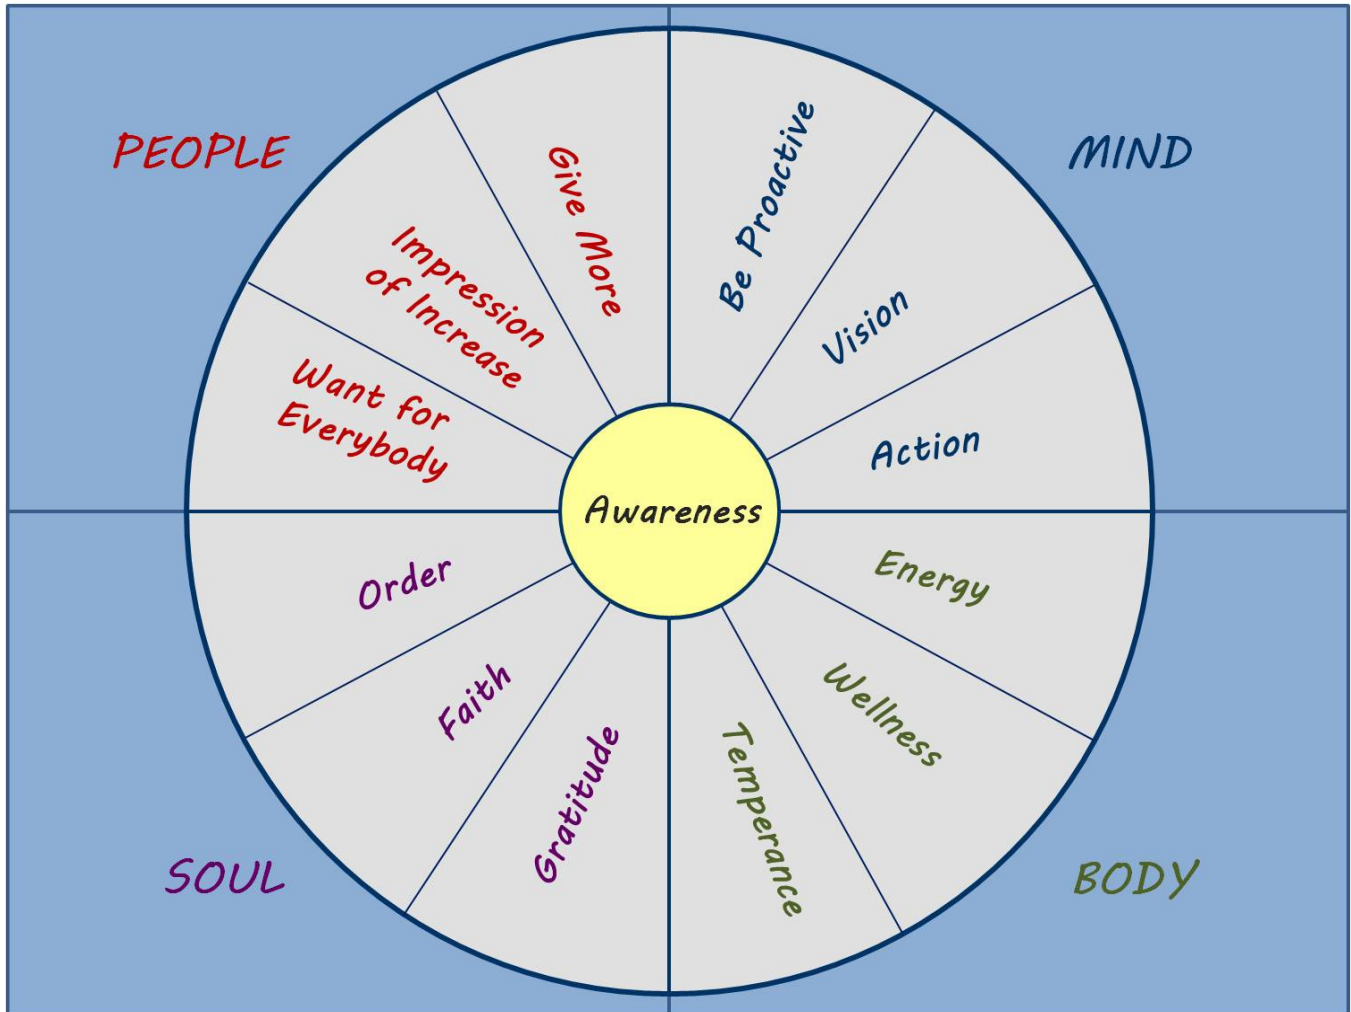 PEOPLE
MIND
Give More
Impression
of Increase
Want for
Everybody
Be Proactive
Vision
Action
Awareness
Order
Faith
Gratitude
Energy
Wellness
Temperance
SOUL
BODY